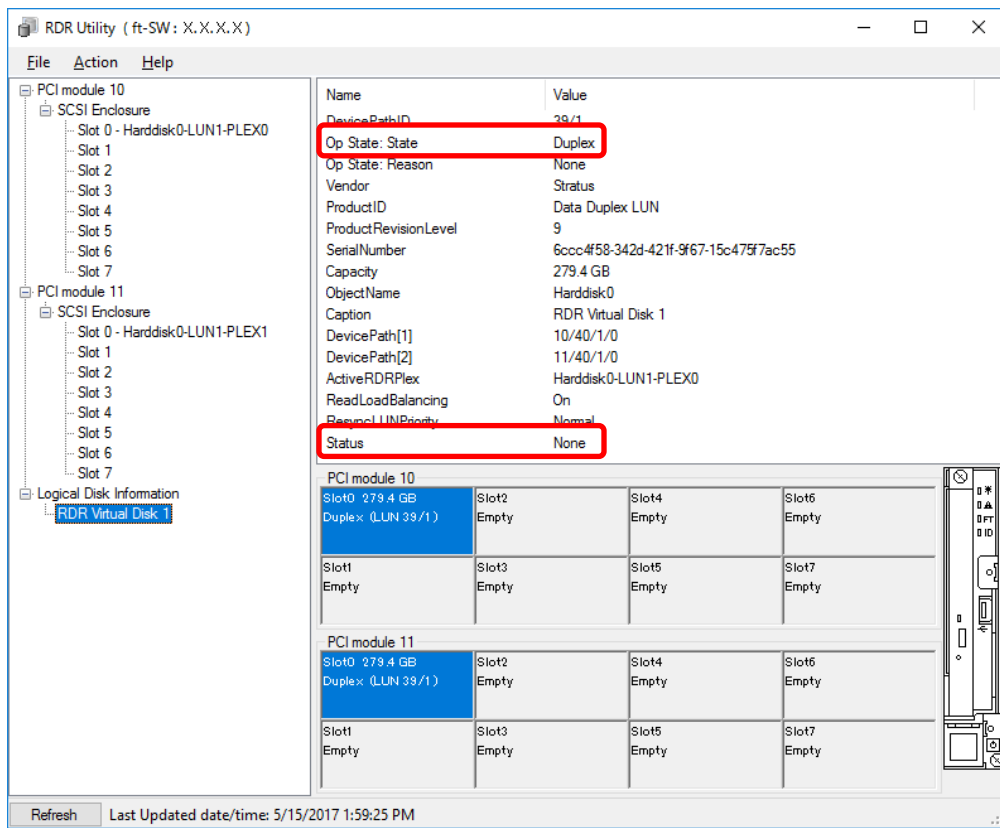 RDR Utility ( ft-SW : X.X.X.X )
File Action Help
PCI module 10
SCSI Enclosure
Slot 0 - Harddisk0-LUN1-PLEX0
Slot 1
Slot 2
Slot 3
Slot 4
Slot 5
Slot 6
Slot 7
PCI module 11
SCSI Enclosure
Slot 0 - Harddisk0-LUN1-PLEX1
Slot 1
Slot 2
Slot 3
Slot 4
Slot 5
Slot 6
Slot 7
Logical Disk Information
RDR Virtual Disk 1
Name Value
DevicePathID 39/1
Op State: State Duplex
Op State: Reason None
Vendor Stratus
ProductID Data Duplex LUN
ProductRevisionLevel 9
SerialNumber 6ccc4f58-342d-421f-9f67-15c475f7ac55
Capacity 279.4 GB
ObjectName Harddisk0
Caption RDR Virtual Disk 1
DevicePath[1] 10/40/1/0
DevicePath[2] 11/40/1/0
ActiveRDRPlex Harddisk0-LUN1-PLEX0
ReadLoadBalancing On
ResyncLUNPriority Normal
Status None
PCI module 10
Slot0 279.4 GB Slot2 Slot4 Slot6
Duplex (LUN 39/1) Empty Empty Empty
Slot1 Slot3 Slot5 Slot7
Empty Empty Empty Empty
PCI module 11
Slot0 279.4 GB Slot2 Slot4 Slot6
Duplex (LUN 39/1) Empty Empty Empty
Slot1 Slot3 Slot5 Slot7
Empty Empty Empty Empty
FT
ID
Refresh Last Updated date/time: 5/15/2017 1:59:25 PM